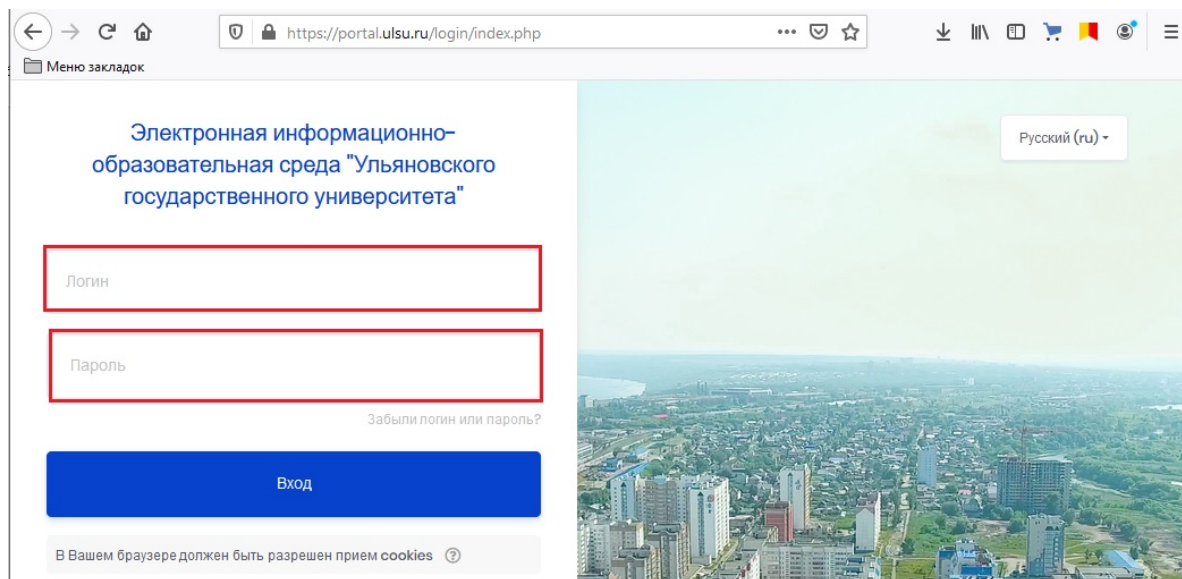 https://portal.ulsu.ru/login/index.php
Меню закладок
Электронная информационно-
образовательная среда "Ульяновского
государственного университета"
Русский (ru)
Логин
Пароль
Забыли логин или пароль?
Вход
В Вашем браузере должен быть разрешен прием cookies